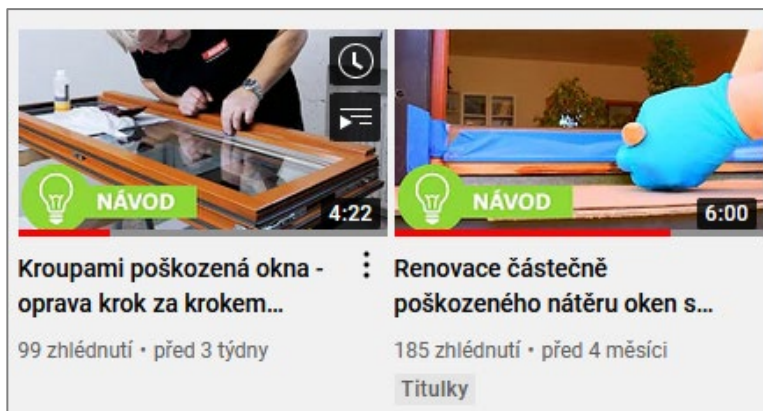 NÁVOD
4:22
Kroupami poškozená okna -
oprava krok za krokem...
99 zhlédnutí • před 3 týdny
NÁVOD
6:00
Renovace částečně
poškozeného nátěru oken s...
185 zhlédnutí • před 4 měsíci
Titulky